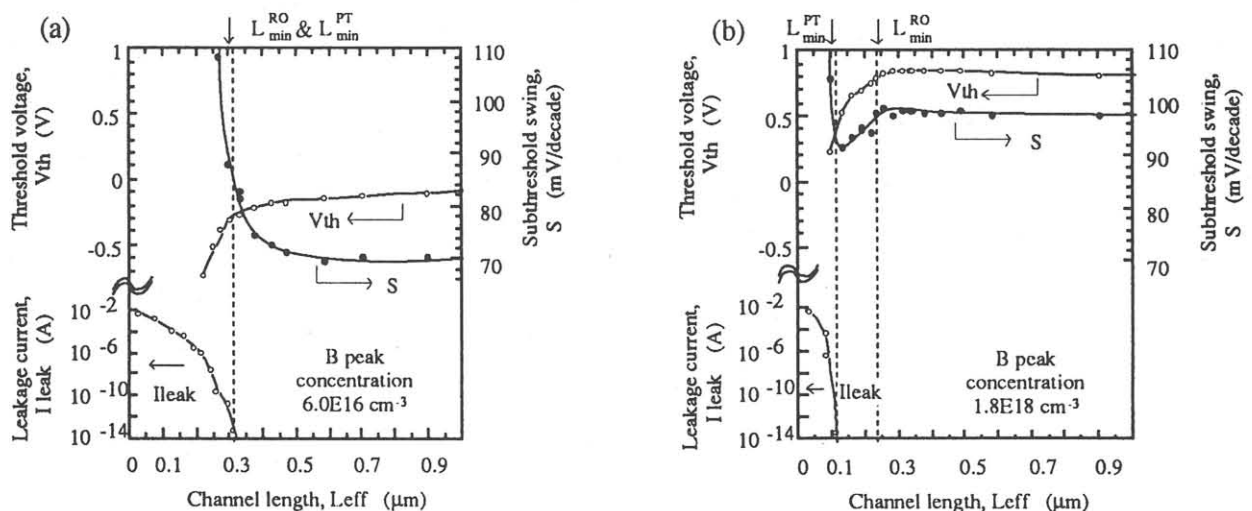 (a)
L RO min & L PT min
1
0.5
0
-0.5
Threshold voltage,
Vth (V)
110
100
90
80
70
Subthreshold swing,
S (mV/decade)
Vth
S
10 -2
10 -6
10 -10
10 -14
Leakage current,
I leak (A)
Ileak
B peak
concentration
6.0E16 cm-3
0 0.1 0.3 0.5 0.7 0.9
Channel length, Leff (μm)
(b)
L PT min
L RO min
1
0.5
0
-0.5
Threshold voltage,
Vth (V)
110
100
90
80
70
Subthreshold swing,
S (mV/decade)
Vth
S
10 -2
10 -6
10 -10
10 -14
Leakage current,
I leak (A)
Ileak
B peak
concentration
1.8E18 cm-3
0 0.1 0.3 0.5 0.7 0.9
Channel length, Leff (μm)